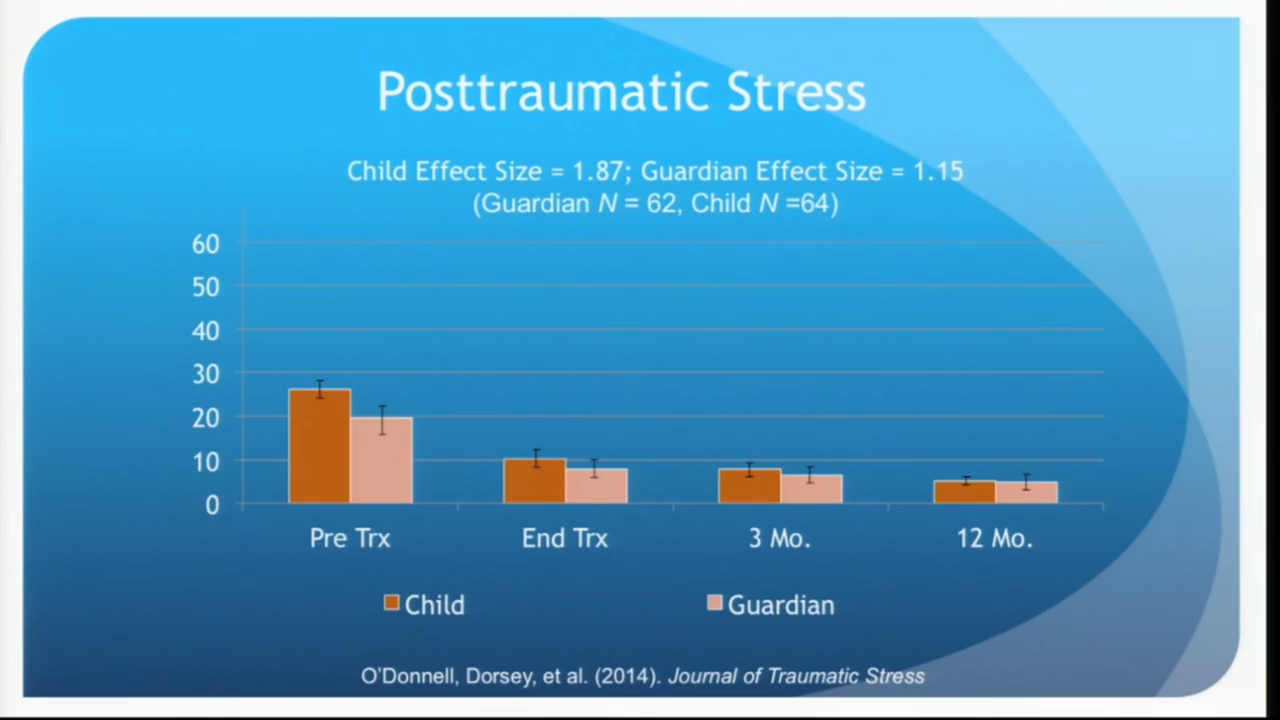 Posttraumatic Stress
Child Effect Size = 1.87; Guardian Effect Size = 1.15
(Guardian N = 62, Child N =64)
60
50
40
30
20
10
0
Pre Trx End Trx 3 Mo. 12 Mo.
Child Guardian
O'Donnell, Dorsey, et al. (2014). Journal of Traumatic Stress